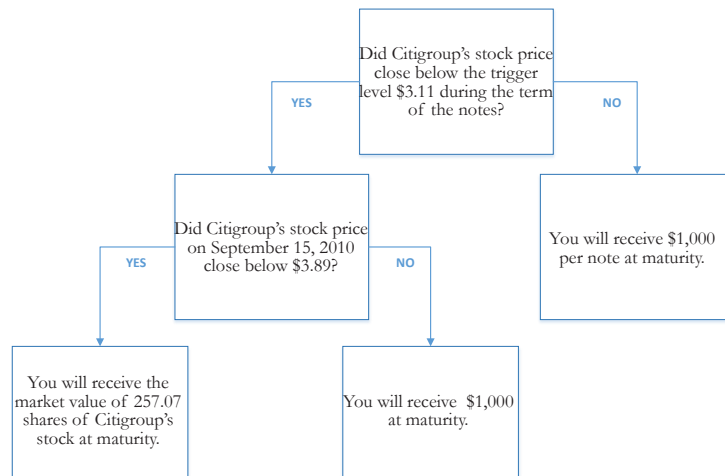 Did Citigroup's stock price
close below the trigger
level $3.11 during the term
of the notes?
YES
NO
Did Citigroup's stock price
on September 15, 2010
close below $3.89?
You will receive $1,000
per note at maturity.
YES
NO
You will receive the
market value of 257.07
shares of Citigroup's
stock at maturity.
You will receive $1,000
at maturity.